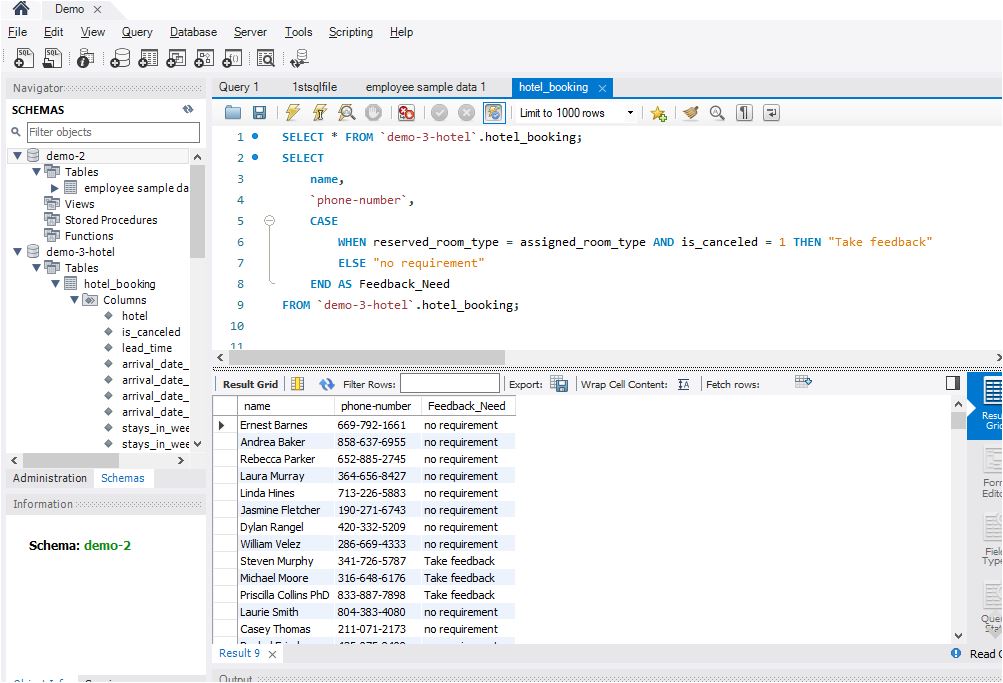 Demo
File Edit View Query Database Server Tools Scripting Help
Navigator
SCHEMAS
Filter objects
demo-2
Tables
employee sample da
Views
Stored Procedures
Functions
demo-3-hotel
Tables
hotel_booking
Columns
hotel
is_canceled
lead_time
arrival_date_
arrival_date_
arrival_date_
arrival_date_
stays_in_wee
stays_in_wee
Administration Schemas
Information
Schema: demo-2
Query 1 1stsqlfile employee sample data 1 hotel_booking
Limit to 1000 rows
1 SELECT * FROM `demo-3-hotel`.hotel_booking;
2 SELECT
3 name,
4 `phone-number`,
5 CASE
6 WHEN reserved_room_type = assigned_room_type AND is_canceled = 1 THEN "Take feedback"
7 ELSE "no requirement"
8 END AS Feedback_Need
9 FROM `demo-3-hotel`.hotel_booking;
10
11
Result Grid Filter Rows: Export: Wrap Cell Content: Fetch rows:
name phone-number Feedback_Need
Ernest Barnes 669-792-1661 no requirement
Andrea Baker 858-637-6955 no requirement
Rebecca Parker 652-885-2745 no requirement
Laura Murray 364-656-8427 no requirement
Linda Hines 713-226-5883 no requirement
Jasmine Fletcher 190-271-6743 no requirement
Dylan Rangel 420-332-5209 no requirement
William Velez 286-669-4333 no requirement
Steven Murphy 341-726-5787 Take feedback
Michael Moore 316-648-6176 Take feedback
Priscilla Collins PhD 833-887-7898 Take feedback
Laurie Smith 804-383-4080 no requirement
Casey Thomas 211-071-2173 no requirement
Resu
Grid
Form
Edito
Field
Type
Result 9
Read O
Output